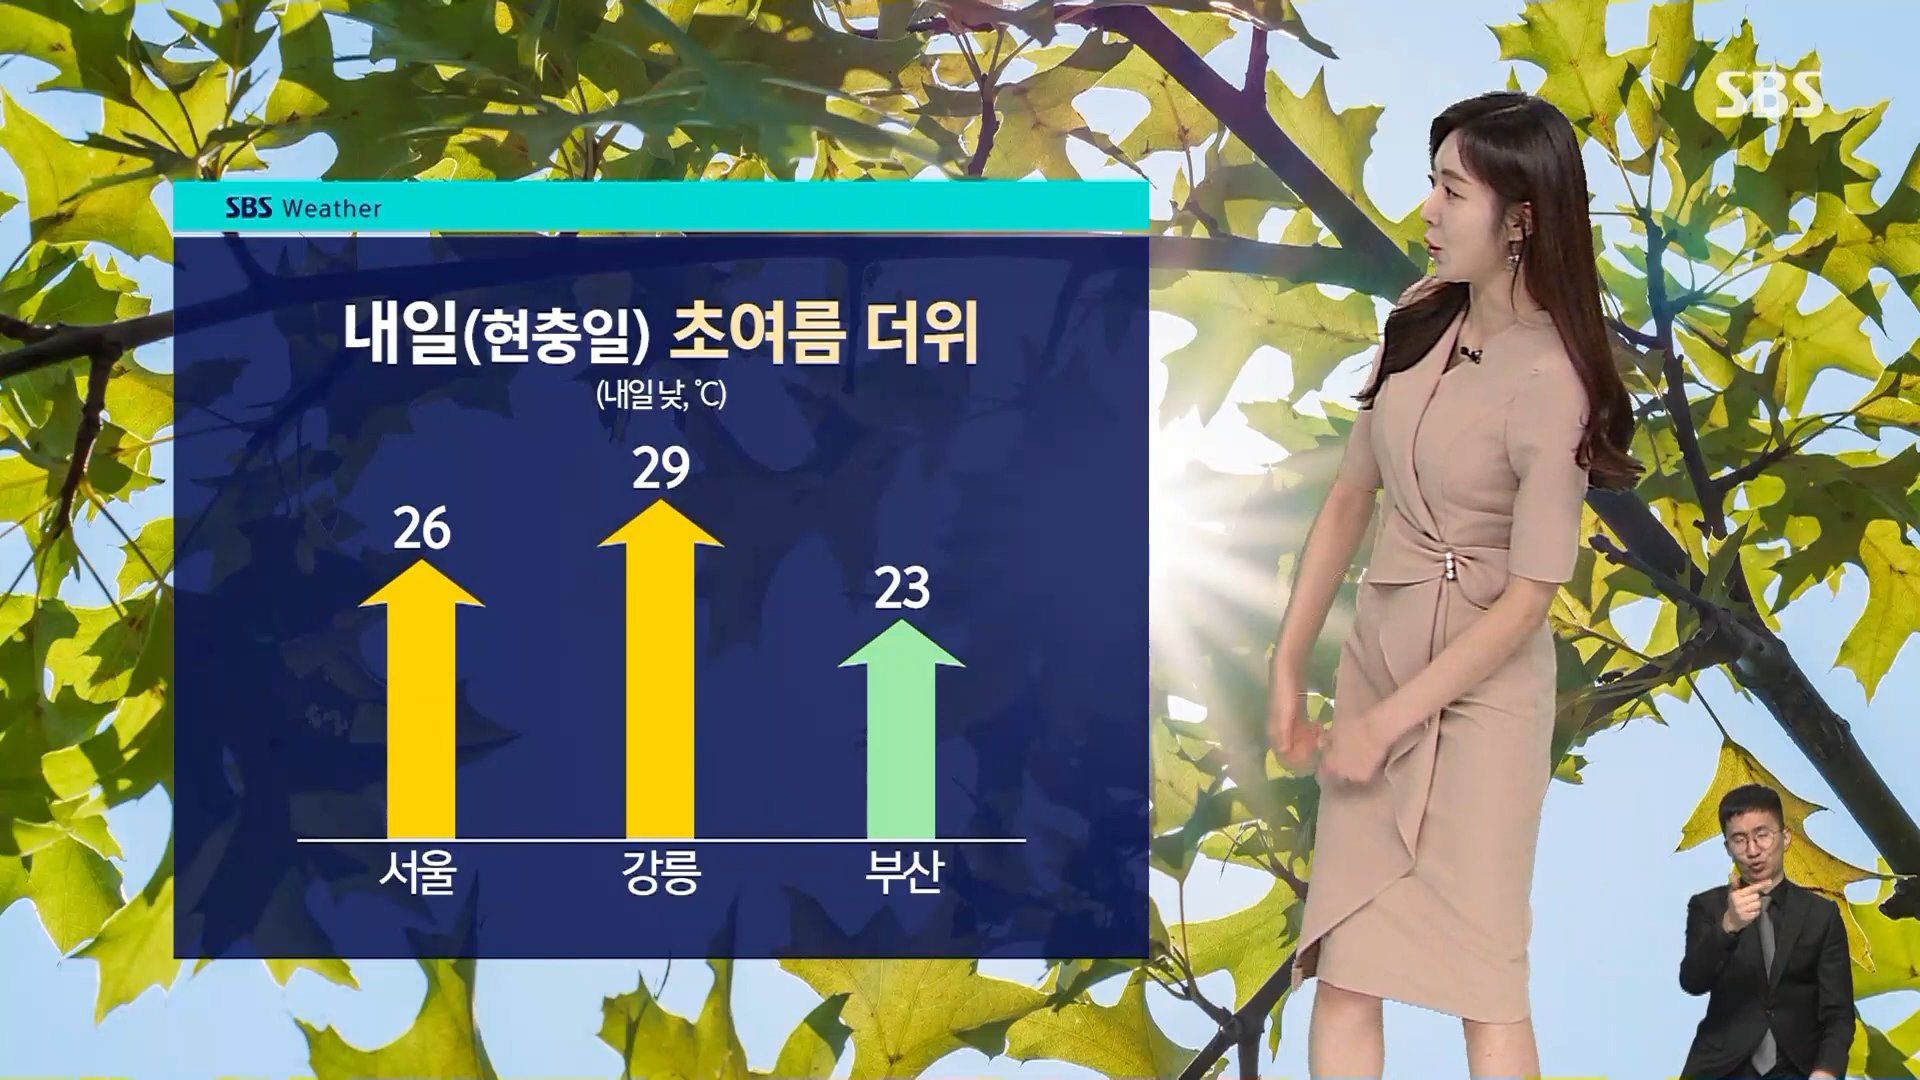 SBS
SBS Weather
내일(현충일) 초여름 더위
(내일 낮, ℃)
29
26
23
서울 강릉 부산